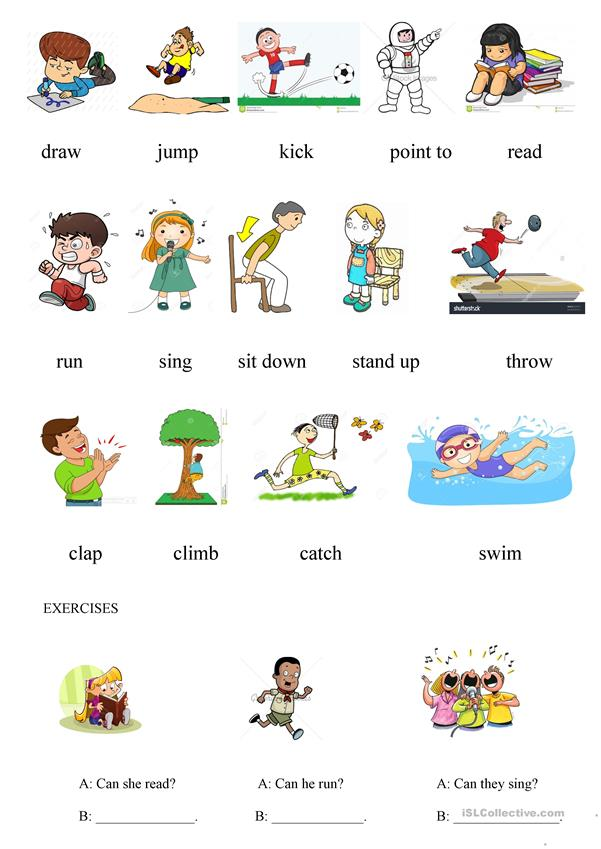 draw jump kick point to read
run sing sit down stand up throw
shutterstock
clap climb catch swim
EXERCISES
A: Can she read? A: Can he run? A: Can they sing?
B: ______________. B: ______________. B: _______________.
iSLCollective.com